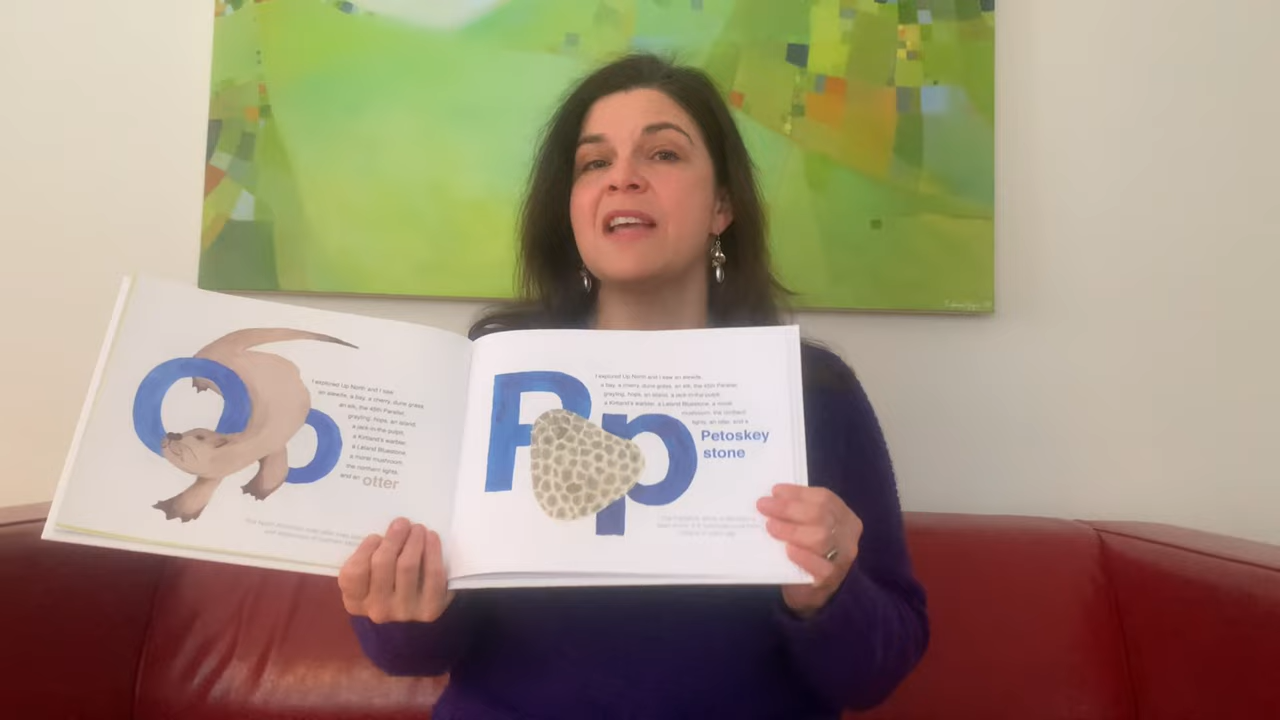 Oo
I explored Up North and I saw
an alewife, a bay, a cherry, dune grass,
an elk, the 45th Parallel,
grayling, hops, an island,
a jack-in-the-pulpit,
a Kirtland's warbler,
a Leland Bluestone,
a morel mushroom,
the northern lights,
and an otter
Pp
I explored Up North and I saw an alewife,
a bay, a cherry, dune grass, an elk, the 45th Parallel,
grayling, hops, an island, a jack-in-the-pulpit,
a Kirtland's warbler, a Leland Bluestone, a morel
mushroom, the northern
lights, an otter, and a
Petoskey
stone